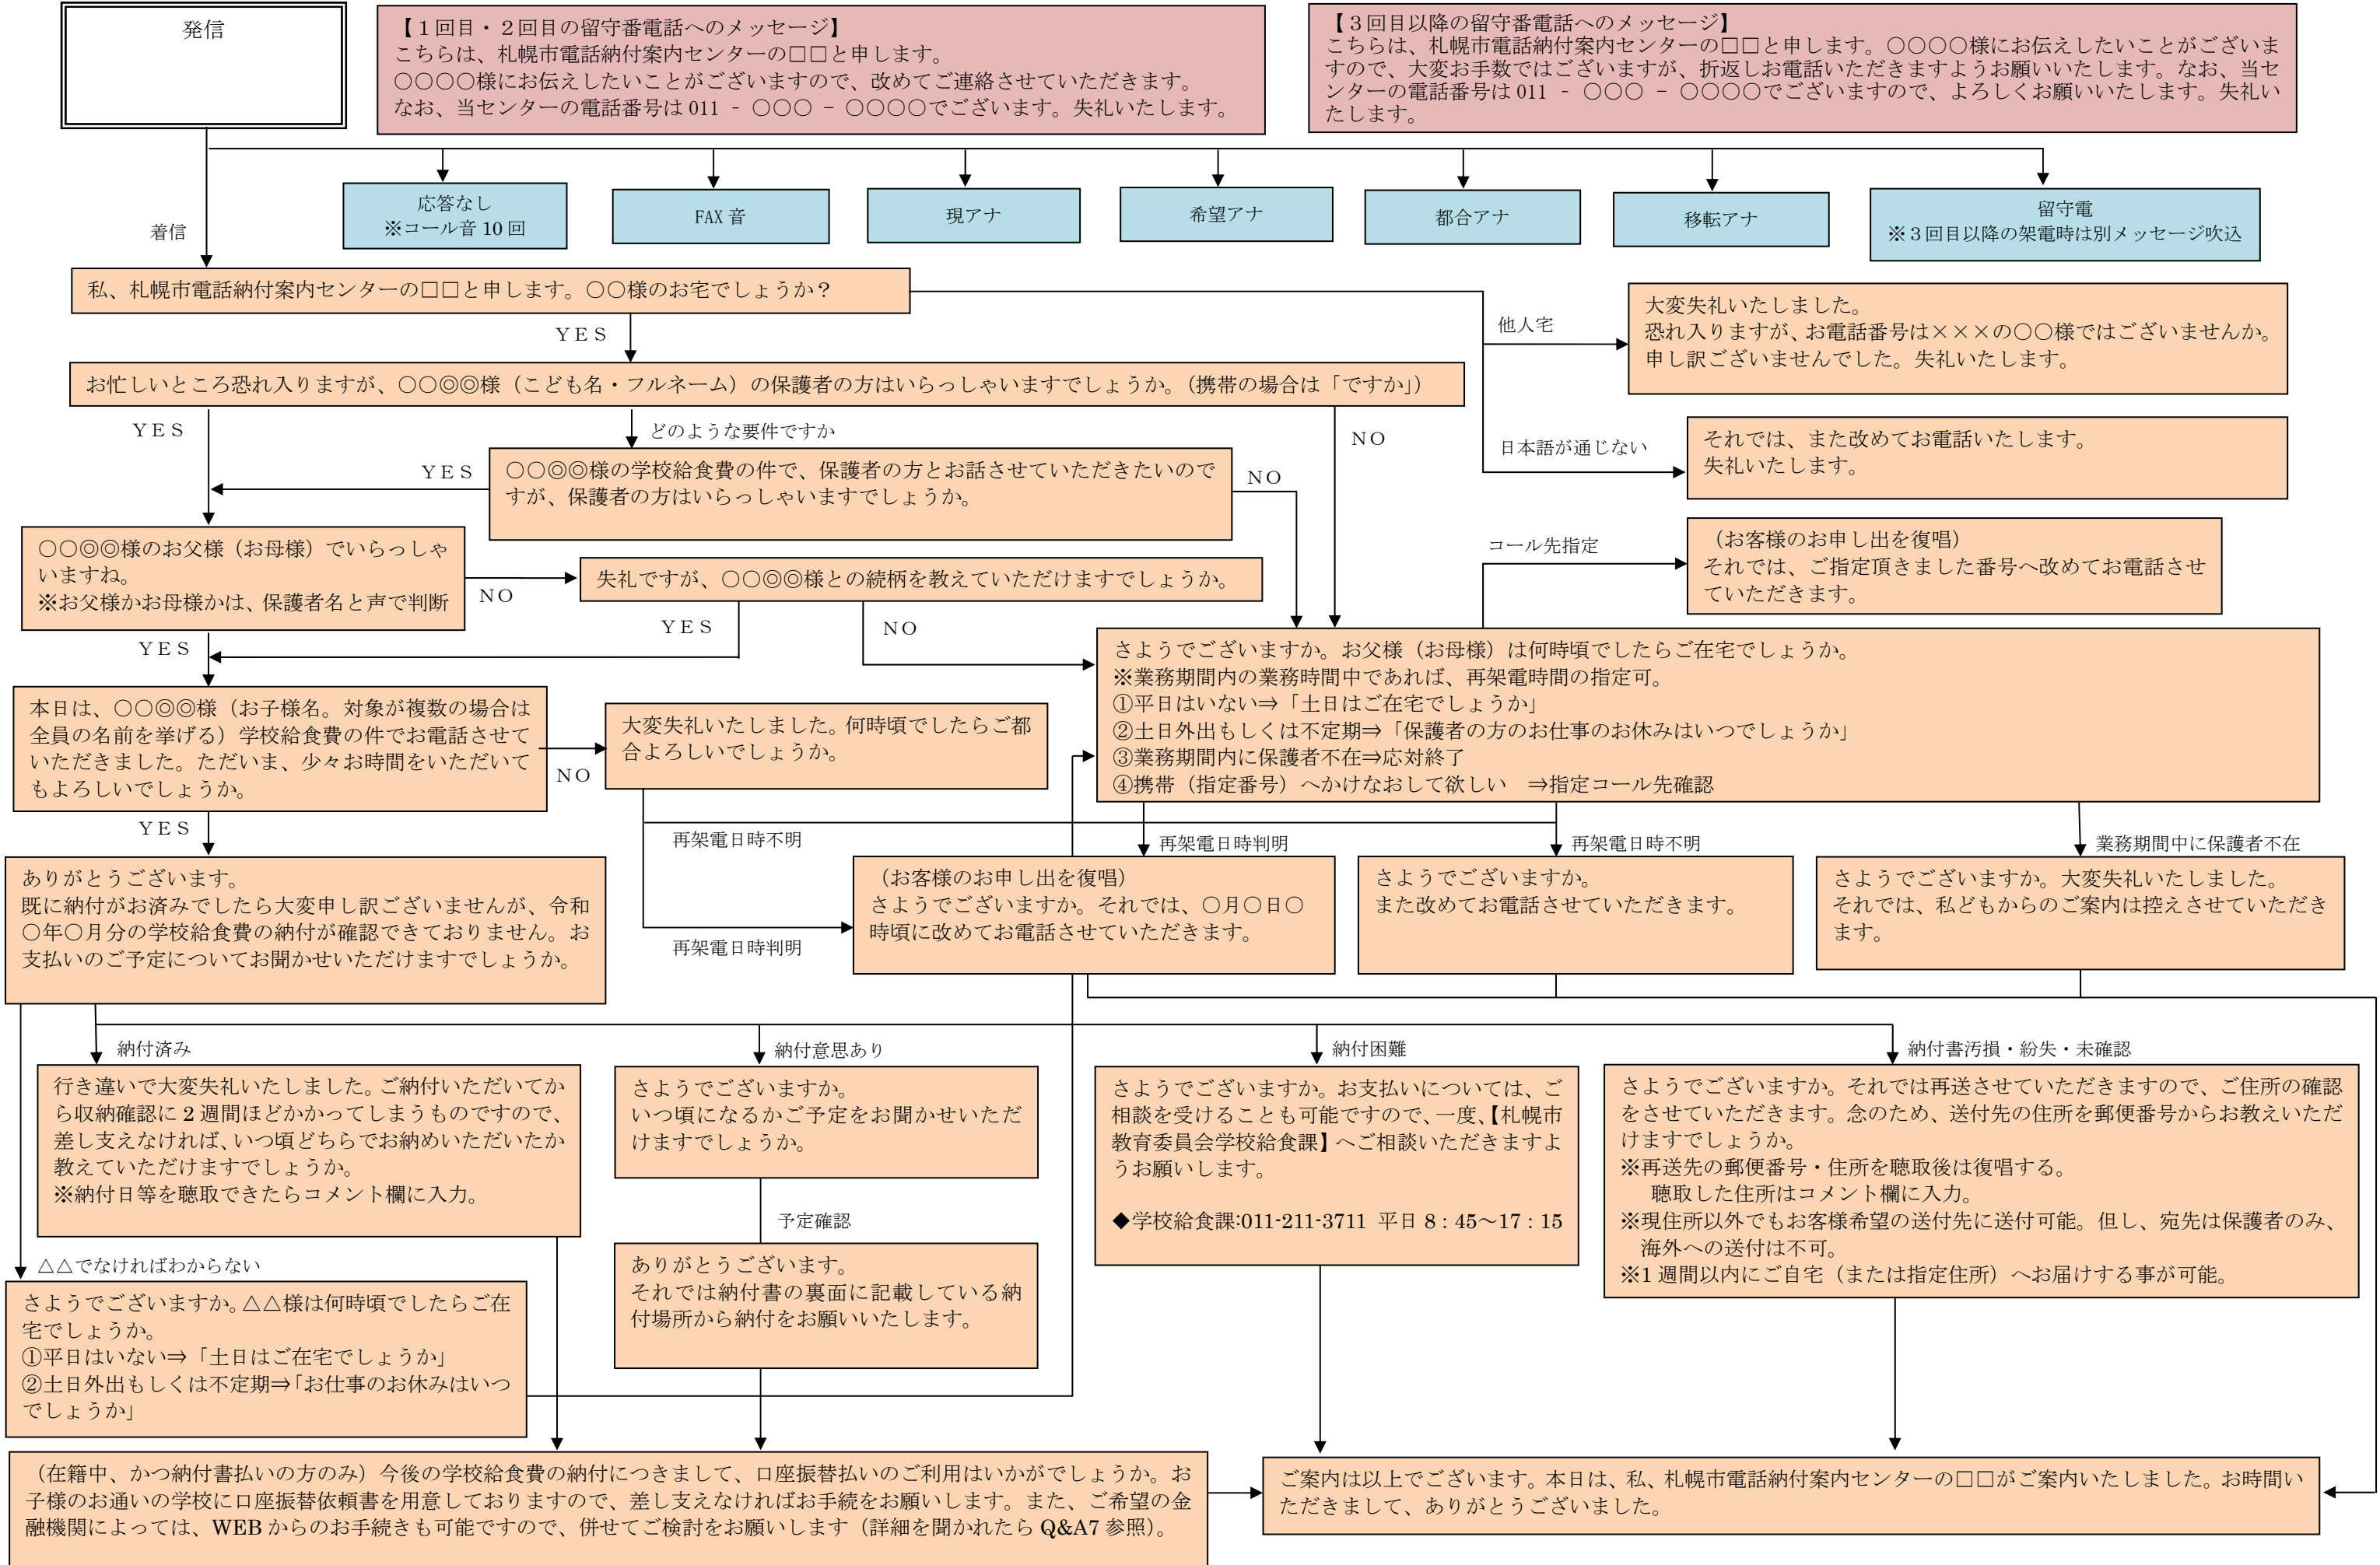 発信
【１回目・２回目の留守番電話へのメッセージ】
こちらは、札幌市電話納付案内センターの□□と申します。
○○○○様にお伝えしたいことがございますので、改めてご連絡させていただきます。
なお、当センターの電話番号は 011 － ○○○ － ○○○○でございます。失礼いたします。
【３回目以降の留守番電話へのメッセージ】
こちらは、札幌市電話納付案内センターの□□と申します。○○○○様にお伝えしたいことがございま
すので、大変お手数ではございますが、折返しお電話いただきますようお願いいたします。なお、当セ
ンターの電話番号は 011 － ○○○ － ○○○○でございますので、よろしくお願いいたします。失礼い
たします。
応答なし
※コール音 10 回
FAX 音
現アナ
希望アナ
都合アナ
移転アナ
留守電
※３回目以降の架電時は別メッセージ吹込
着信
私、札幌市電話納付案内センターの□□と申します。○○様のお宅でしょうか？
他人宅
大変失礼いたしました。
恐れ入りますが、お電話番号は×××の○○様ではございませんか。
申し訳ございませんでした。失礼いたします。
ＹＥＳ
お忙しいところ恐れ入りますが、○○◎◎様（こども名・フルネーム）の保護者の方はいらっしゃいますでしょうか。（携帯の場合は「ですか」）
日本語が通じない
それでは、また改めてお電話いたします。
失礼いたします。
ＹＥＳ
どのような要件ですか
ＮＯ
ＹＥＳ
○○◎◎様の学校給食費の件で、保護者の方とお話させていただきたいので
すが、保護者の方はいらっしゃいますでしょうか。
ＮＯ
○○◎◎様のお父様（お母様）でいらっしゃ
いますね。
※お父様かお母様かは、保護者名と声で判断
ＮＯ
失礼ですが、○○◎◎様との続柄を教えていただけますでしょうか。
コール先指定
（お客様のお申し出を復唱）
それでは、ご指定頂きました番号へ改めてお電話させ
ていただきます。
ＹＥＳ
ＹＥＳ
ＮＯ
さようでございますか。お父様（お母様）は何時頃でしたらご在宅でしょうか。
※業務期間内の業務時間中であれば、再架電時間の指定可。
①平日はいない⇒「土日はご在宅でしょうか」
②土日外出もしくは不定期⇒「保護者の方のお仕事のお休みはいつでしょうか」
③業務期間内に保護者不在⇒応対終了
④携帯（指定番号）へかけなおして欲しい　⇒指定コール先確認
本日は、○○◎◎様（お子様名。対象が複数の場合は
全員の名前を挙げる）学校給食費の件でお電話させて
いただきました。ただいま、少々お時間をいただいて
もよろしいでしょうか。
ＮＯ
大変失礼いたしました。何時頃でしたらご都
合よろしいでしょうか。
ＹＥＳ
再架電日時不明
再架電日時判明
再架電日時不明
業務期間中に保護者不在
ありがとうございます。
既に納付がお済みでしたら大変申し訳ございませんが、令和
○年○月分の学校給食費の納付が確認できておりません。お
支払いのご予定についてお聞かせいただけますでしょうか。
再架電日時判明
（お客様のお申し出を復唱）
さようでございますか。それでは、○月○日○
時頃に改めてお電話させていただきます。
さようでございますか。
また改めてお電話させていただきます。
さようでございますか。大変失礼いたしました。
それでは、私どもからのご案内は控えさせていただき
ます。
納付済み
納付意思あり
納付困難
納付書汚損・紛失・未確認
行き違いで大変失礼いたしました。ご納付いただいてか
ら収納確認に 2 週間ほどかかってしまうものですので、
差し支えなければ、いつ頃どちらでお納めいただいたか
教えていただけますでしょうか。
※納付日等を聴取できたらコメント欄に入力。
さようでございますか。
いつ頃になるかご予定をお聞かせいただ
けますでしょうか。
さようでございますか。お支払いについては、ご
相談を受けることも可能ですので、一度、【札幌市
教育委員会学校給食課】へご相談いただきますよ
うお願いします。
◆学校給食課:011-211-3711 平日 8：45～17：15
さようでございますか。それでは再送させていただきますので、ご住所の確認
をさせていただきます。念のため、送付先の住所を郵便番号からお教えいただ
けますでしょうか。
※再送先の郵便番号・住所を聴取後は復唱する。
聴取した住所はコメント欄に入力。
※現住所以外でもお客様希望の送付先に送付可能。但し、宛先は保護者のみ、
海外への送付は不可。
※1 週間以内にご自宅（または指定住所）へお届けする事が可能。
予定確認
ありがとうございます。
それでは納付書の裏面に記載している納
付場所から納付をお願いいたします。
△△でなければわからない
さようでございますか。△△様は何時頃でしたらご在
宅でしょうか。
①平日はいない⇒「土日はご在宅でしょうか」
②土日外出もしくは不定期⇒「お仕事のお休みはいつ
でしょうか」
（在籍中、かつ納付書払いの方のみ）今後の学校給食費の納付につきまして、口座振替払いのご利用はいかがでしょうか。お
子様のお通いの学校に口座振替依頼書を用意しておりますので、差し支えなければお手続をお願いします。また、ご希望の金
融機関によっては、WEB からのお手続きも可能ですので、併せてご検討をお願いします（詳細を聞かれたら Q&A7 参照）。
ご案内は以上でございます。本日は、私、札幌市電話納付案内センターの□□がご案内いたしました。お時間い
ただきまして、ありがとうございました。